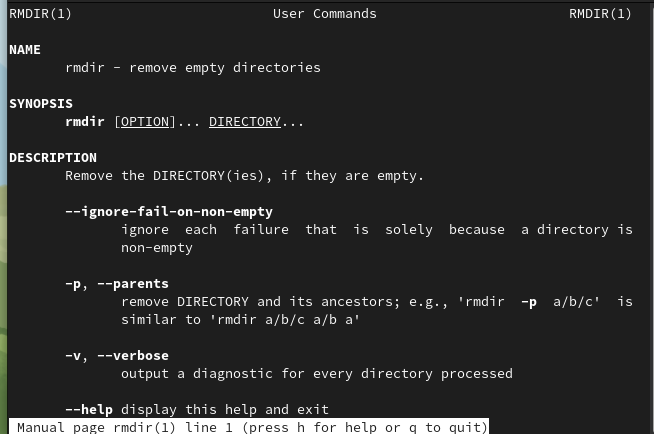 RMDIR(1) User Commands RMDIR(1)
NAME
rmdir - remove empty directories
SYNOPSIS
rmdir [OPTION]... DIRECTORY...
DESCRIPTION
Remove the DIRECTORY(ies), if they are empty.
--ignore-fail-on-non-empty
ignore each failure that is solely because a directory is
non-empty
-p, --parents
remove DIRECTORY and its ancestors; e.g., 'rmdir -p a/b/c' is
similar to 'rmdir a/b/c a/b a'
-v, --verbose
output a diagnostic for every directory processed
--help display this help and exit
Manual page rmdir(1) line 1 (press h for help or q to quit)